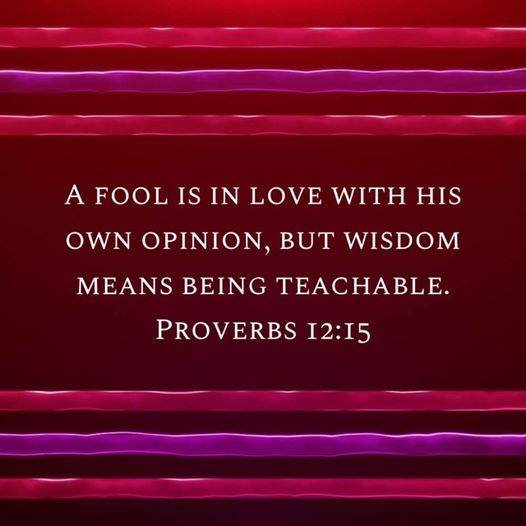 A FOOL IS IN LOVE WITH HIS
OWN OPINION, BUT WISDOM
MEANS BEING TEACHABLE.
PROVERBS 12:15